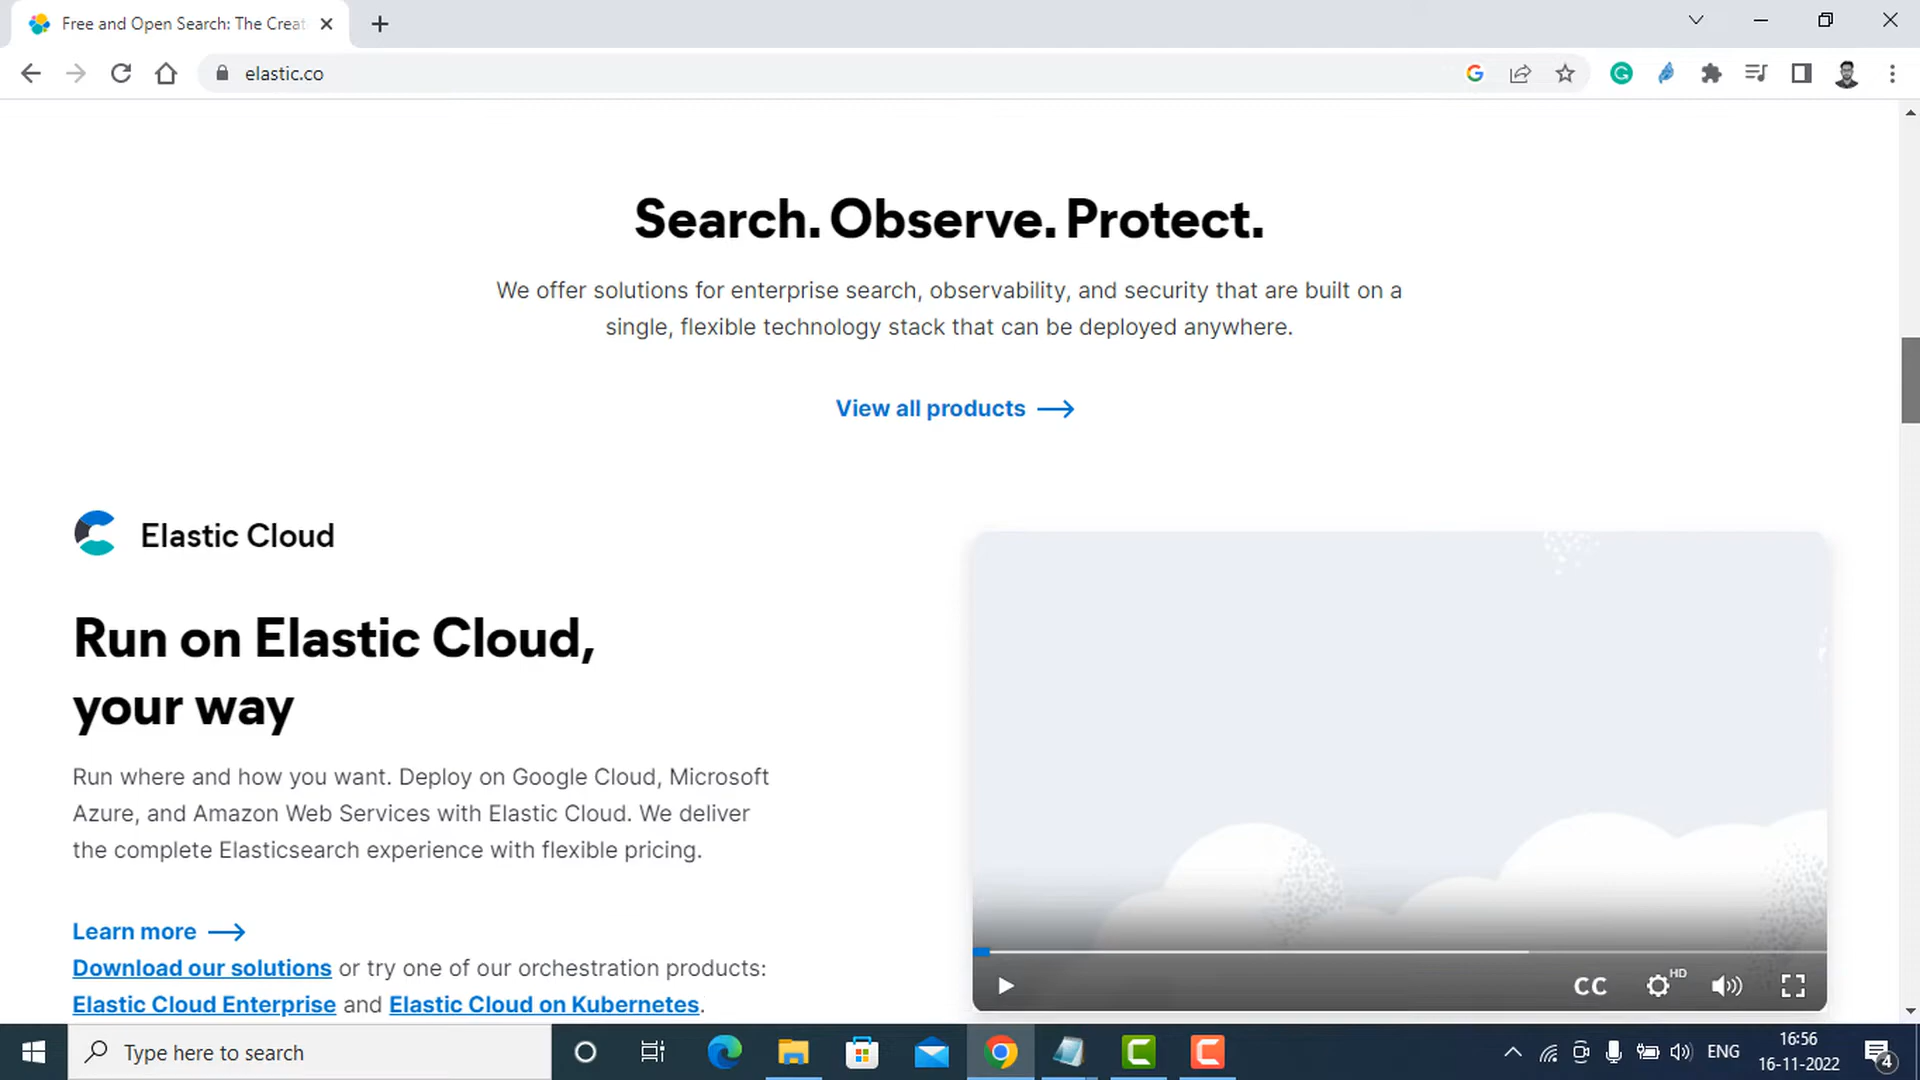 Free and Open Search: The Creat
elastic.co
Search. Observe. Protect.
We offer solutions for enterprise search, observability, and security that are built on a
single, flexible technology stack that can be deployed anywhere.
View all products
Elastic Cloud
Run on Elastic Cloud,
your way
Run where and how you want. Deploy on Google Cloud, Microsoft
Azure, and Amazon Web Services with Elastic Cloud. We deliver
the complete Elasticsearch experience with flexible pricing.
Learn more
Download our solutions or try one of our orchestration products:
Elastic Cloud Enterprise and Elastic Cloud on Kubernetes.
CC
HD
Type here to search
ENG
16:56
16-11-2022
4